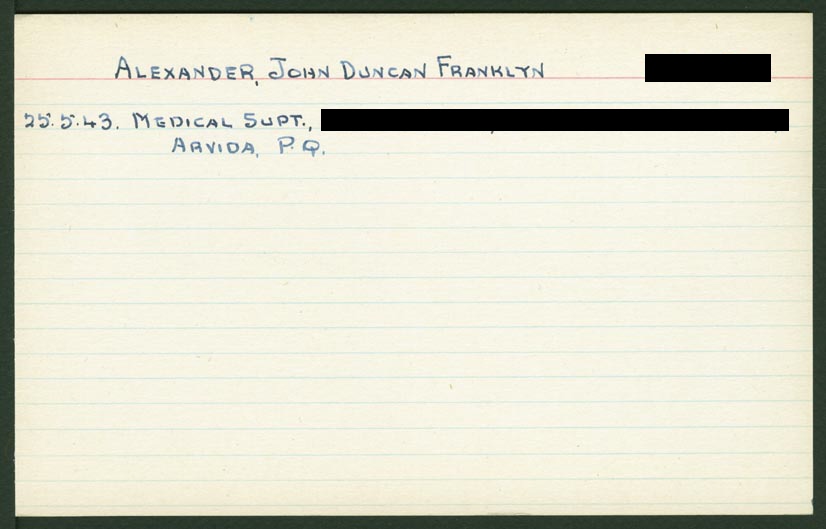 ALEXANDER, JOHN DUNCAN FRANKLYN
25.5.43. MEDICAL SUPT.,
ARVIDA, P.Q.